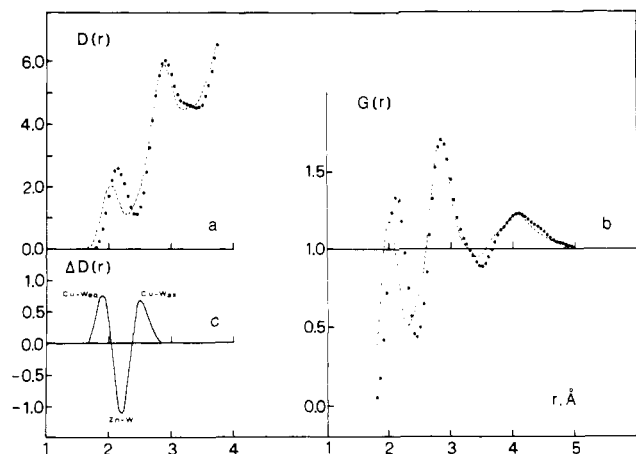 D(r)
6.0
4.0
2.0
0.0
a
G(r)
1.5
1.0
0.5
0.0
b
r, Å
ΔD(r)
1.0
0.5
0.0
-0.5
-1.0
Cu-Weq
Cu-Wax
Zn-W
c
1 2 3 4
1 2 3 4 5